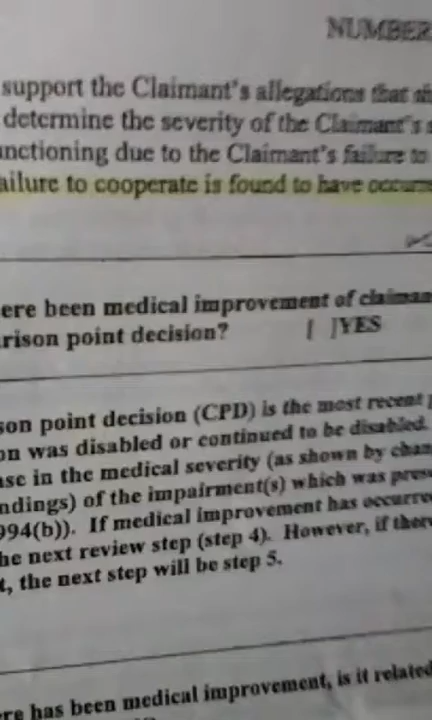 NUMBER
support the Claimant's allegations that
determine the severity of the Claimant's
nctioning due to the Claimant's failure to
ailure to cooperate is found to have occurre
ere been medical improvement of claiman
rison point decision? [ ]YES
son point decision (CPD) is the most recent
on was disabled or continued to be disabled.
ase in the medical severity (as shown by chan
ndings) of the impairment(s) which was pres
994(b)). If medical improvement has occurre
he next review step (step 4). However, if ther
t, the next step will be step 5.
re has been medical improvement, is it related